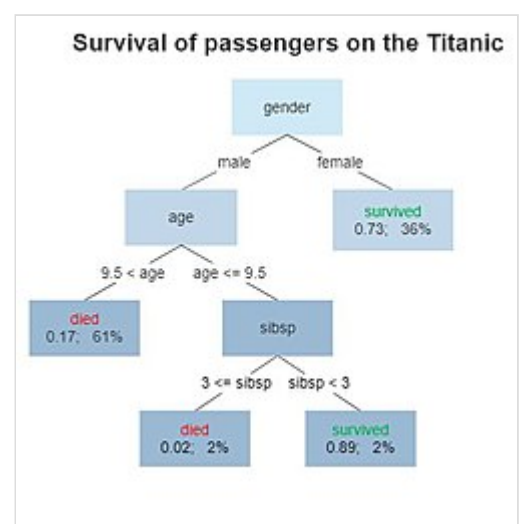 Survival of passengers on the Titanic
gender
male female
age
survived
0.73; 36%
9.5 < age age <= 9.5
died
0.17; 61%
sibsp
3 <= sibsp sibsp < 3
died
0.02; 2%
survived
0.89; 2%